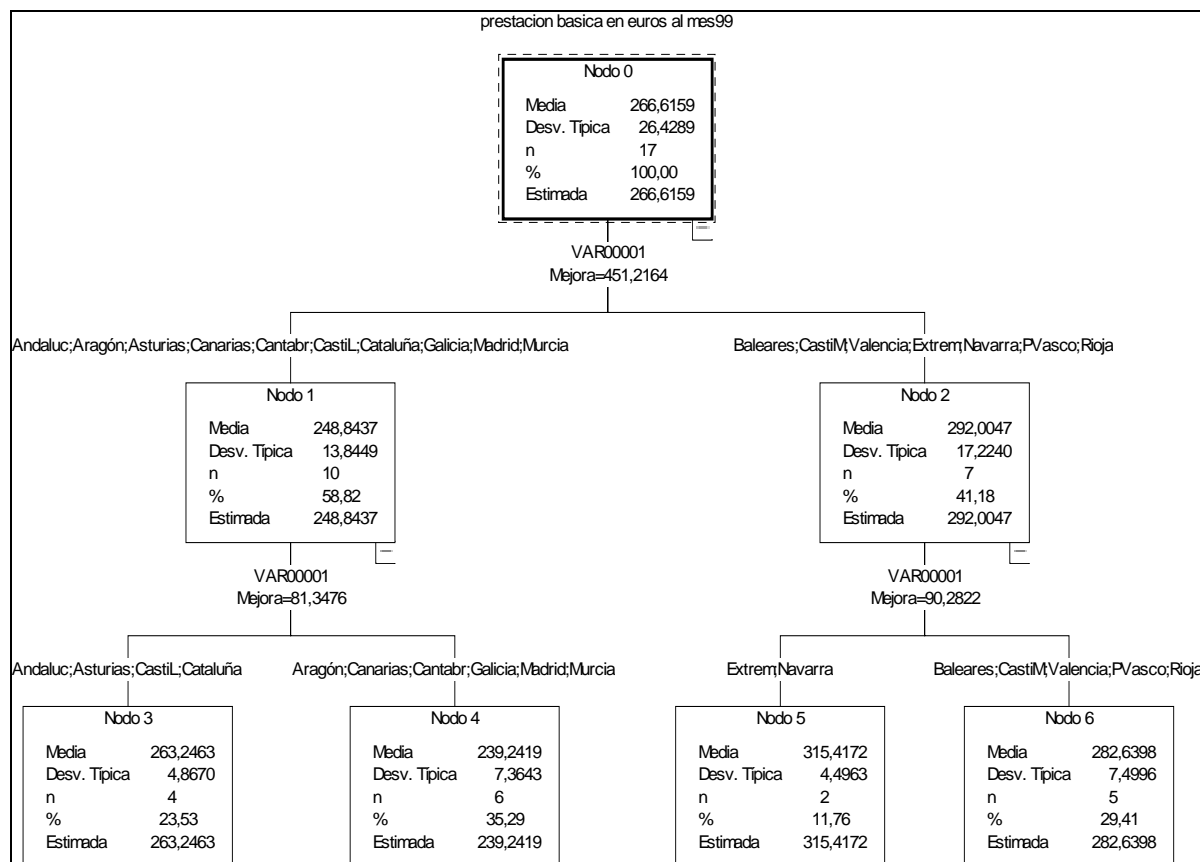 prestacion basica en euros al mes99
Nodo 0
Media 266,6159
Desv. Típica 26,4289
n 17
% 100,00
Estimada 266,6159
VAR00001
Mejora=451,2164
Andaluc;Aragón;Asturias;Canarias;Cantabr;CastiL;Cataluña;Galicia;Madrid;Murcia
Baleares;CastiM;Valencia;Extrem;Navarra;PVasco;Rioja
Nodo 1
Media 248,8437
Desv. Típica 13,8449
n 10
% 58,82
Estimada 248,8437
Nodo 2
Media 292,0047
Desv. Típica 17,2240
n 7
% 41,18
Estimada 292,0047
VAR00001
Mejora=81,3476
VAR00001
Mejora=90,2822
Andaluc;Asturias;CastiL;Cataluña
Aragón;Canarias;Cantabr;Galicia;Madrid;Murcia
Extrem;Navarra
Baleares;CastiM;Valencia;PVasco;Rioja
Nodo 3
Media 263,2463
Desv. Típica 4,8670
n 4
% 23,53
Estimada 263,2463
Nodo 4
Media 239,2419
Desv. Típica 7,3643
n 6
% 35,29
Estimada 239,2419
Nodo 5
Media 315,4172
Desv. Típica 4,4963
n 2
% 11,76
Estimada 315,4172
Nodo 6
Media 282,6398
Desv. Típica 7,4996
n 5
% 29,41
Estimada 282,6398